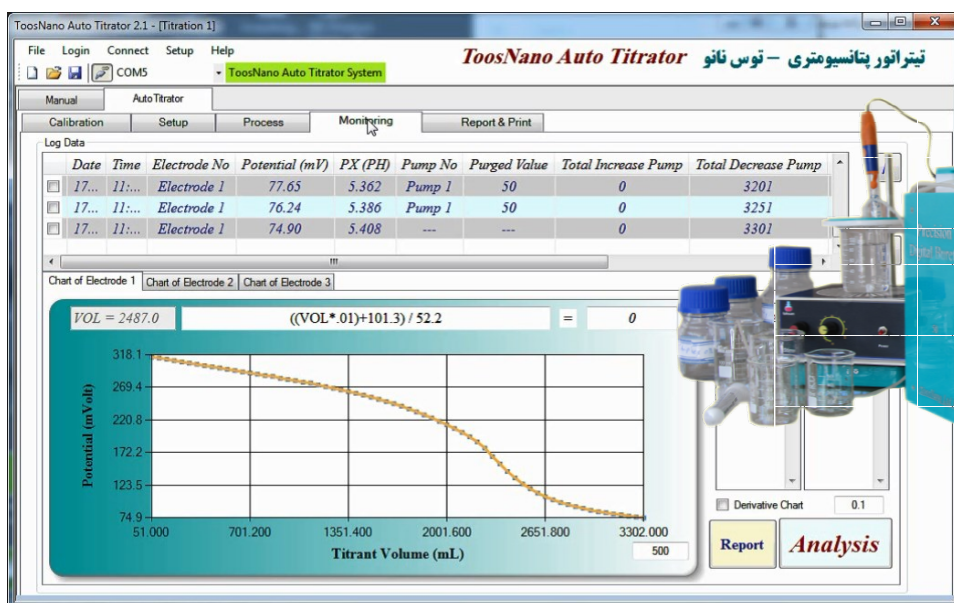 ToosNano Auto Titrator 2.1 - [Titration 1]
File Login Connect Setup Help
ToosNano Auto Titrator تیتراتور پتانسیومتری – توس نانو
COM5 ToosNano Auto Titrator System
Manual Auto Titrator
Calibration Setup Process Monitoring Report & Print
Log Data
Date Time Electrode No Potential (mV) PX (PH) Pump No Purged Value Total Increase Pump Total Decrease Pump
17... 11:... Electrode 1 77.65 5.362 Pump 1 50 0 3201
17... 11:... Electrode 1 76.24 5.386 Pump 1 50 0 3251
17... 11:... Electrode 1 74.90 5.408 --- --- 0 3301
Chart of Electrode 1 Chart of Electrode 2 Chart of Electrode 3
VOL = 2487.0 ((VOL*.01)+101.3) / 52.2 = 0
318.1
269.4
220.8
172.2
123.5
74.9
Potential (mVolt)
51.000 701.200 1351.400 2001.600 2651.800 3302.000
Titrant Volume (mL)
500
Derivative Chart 0.1
Report Analysis